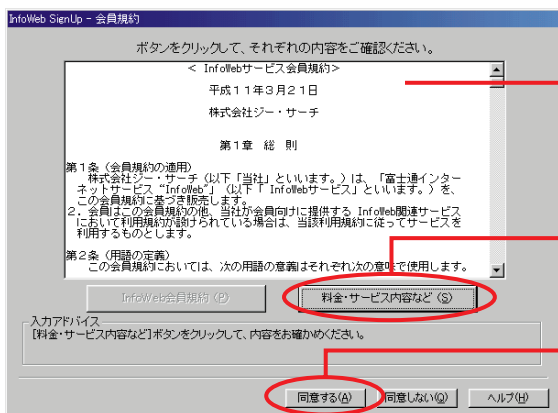 InfoWeb SignUp - 会員規約
ボタンをクリックして、それぞれの内容をご確認ください。
< InfoWebサービス会員規約>
平成11年3月21日
株式会社ジー・サーチ
第1章 総 則
第1条 (会員規約の適用)
株式会社ジー・サーチ (以下「当社」といいます。) は、「富士通インター
ネットサービス “InfoWeb”」 (以下「 InfoWebサービス」といいます。) を、
この会員規約に基づき販売します。
2. 会員はこの会員規約の他、当社が会員向けに提供する InfoWeb関連サービス
において利用規約が設けられている場合は、当該利用規約に従ってサービスを
利用するものとします。
第2条 (用語の定義)
この会員規約においては、次の用語の意義はそれぞれ次の意味で使用します。
InfoWeb会員規約 (P)
料金・サービス内容など (S)
入力アドバイス
[料金・サービス内容など]ボタンをクリックして、内容をお確かめください。
同意する(A)
同意しない(Q)
ヘルプ(H)